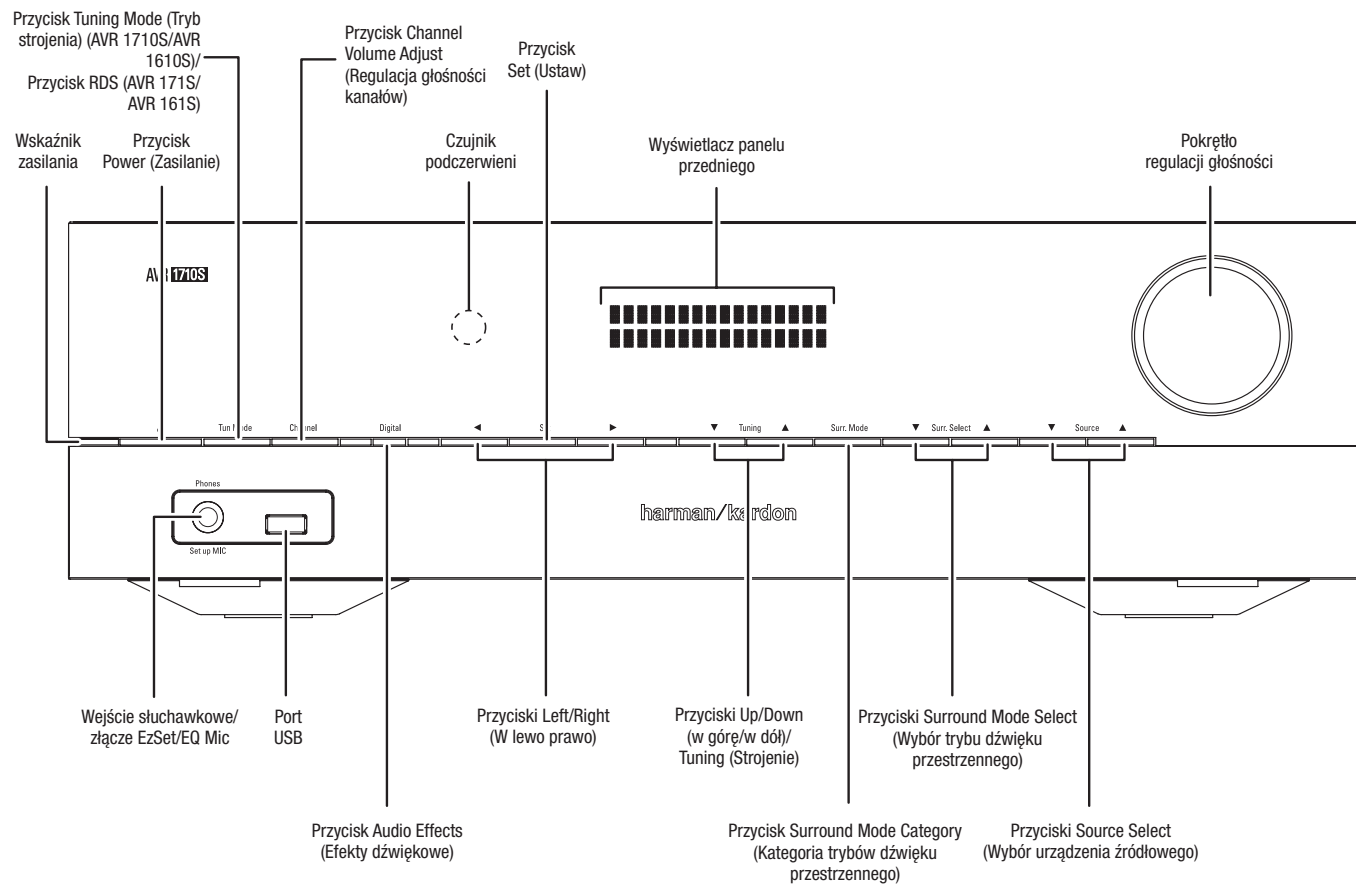 Przycisk Tuning Mode (Tryb
strojenia) (AVR 1710S/AVR
1610S)/
Przycisk RDS (AVR 171S/
AVR 161S)
Przycisk Channel
Volume Adjust
(Regulacja głośności
kanałów)
Przycisk
Set (Ustaw)
Wskaźnik
zasilania
Przycisk
Power (Zasilanie)
Czujnik
podczerwieni
Wyświetlacz panelu
przedniego
Pokrętło
regulacji głośności
1710S
Digital
◄
►
▼ Tuning ▲
Surr. Mode
▼ Surr. Select ▲
▼ Source ▲
Phones
Set up MIC
harman/kardon
Wejście słuchawkowe/
złącze EzSet/EQ Mic
Port
USB
Przyciski Left/Right
(W lewo prawo)
Przyciski Up/Down
(w górę/w dół)/
Tuning (Strojenie)
Przyciski Surround Mode Select
(Wybór trybu dźwięku
przestrzennego)
Przycisk Audio Effects
(Efekty dźwiękowe)
Przycisk Surround Mode Category
(Kategoria trybów dźwięku
przestrzennego)
Przyciski Source Select
(Wybór urządzenia źródłowego)